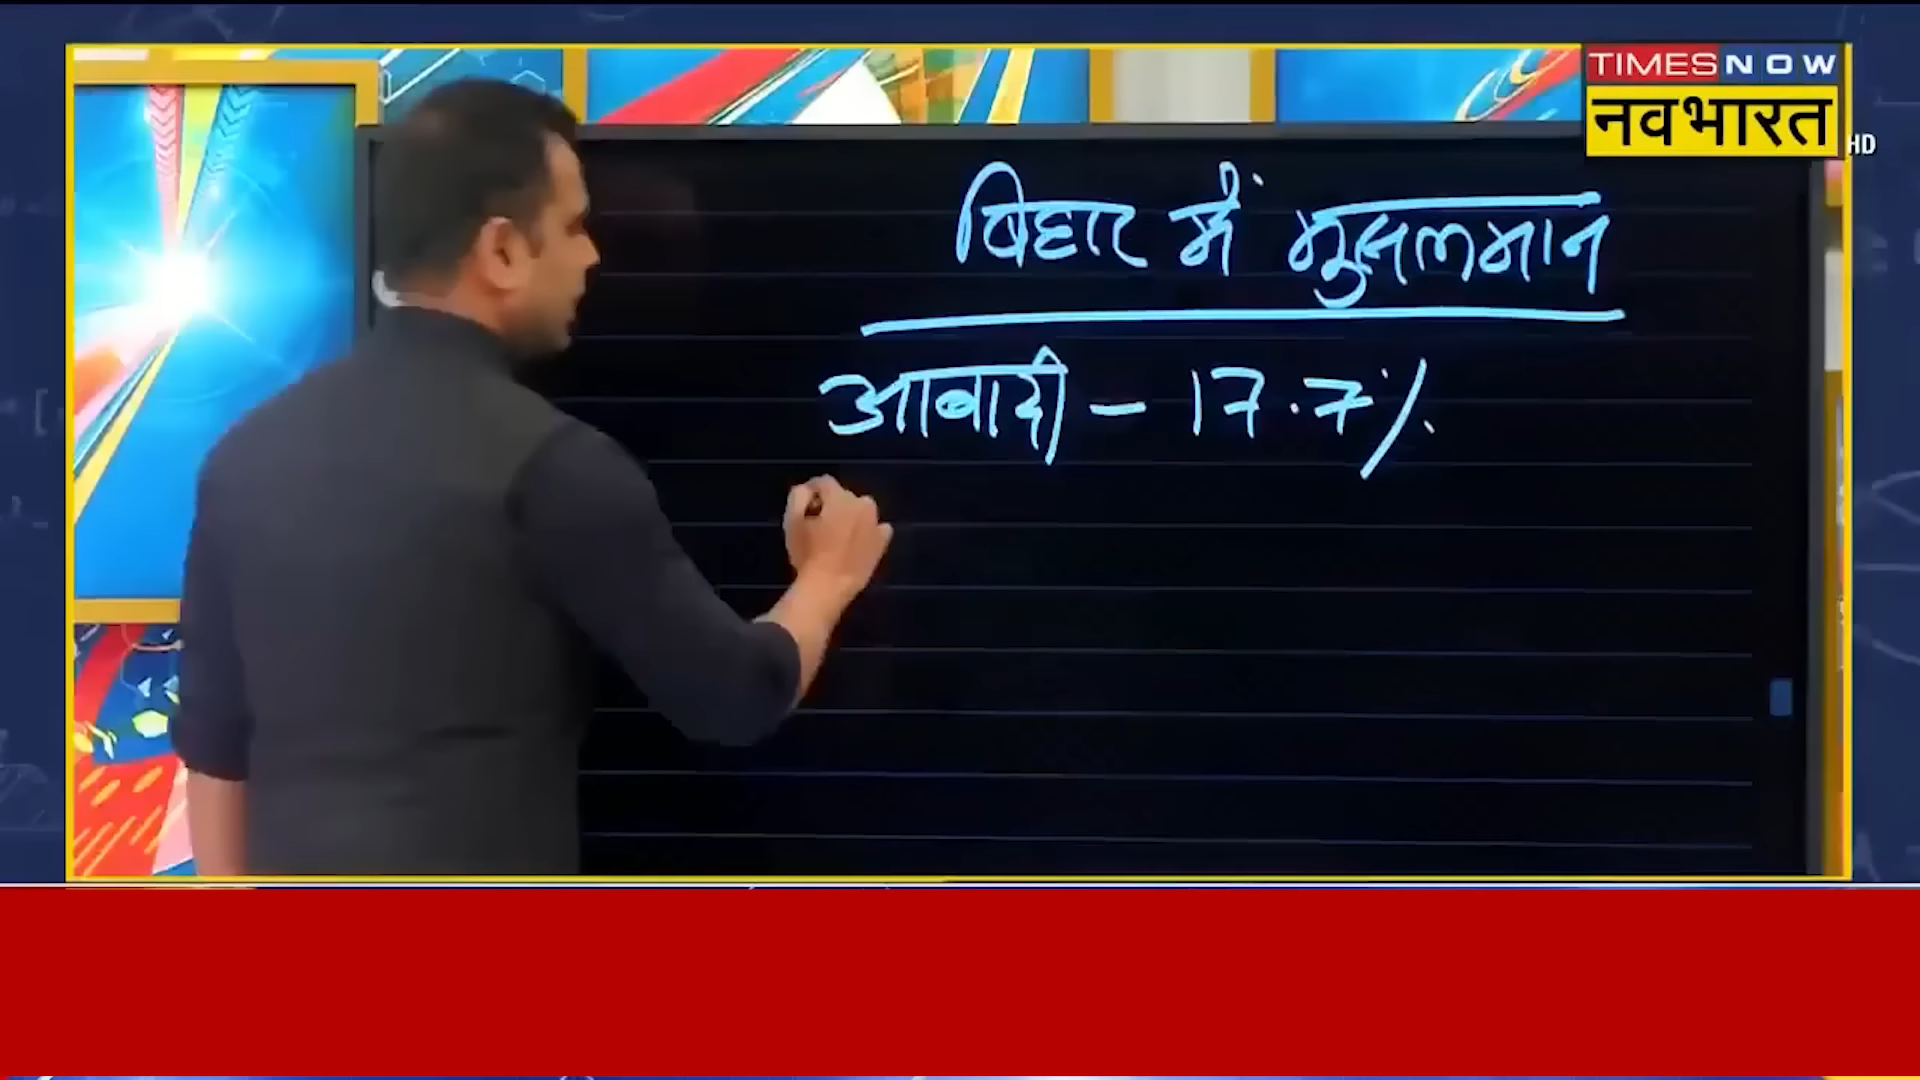 TIMES NOW
नवभारत
HD
बिहार में मुसलमान
आबादी - 17.7%